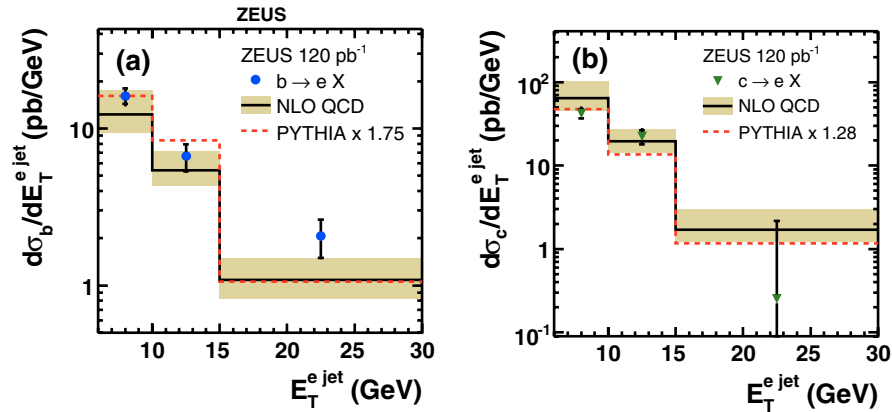 ZEUS
(a)
ZEUS 120 pb⁻¹
b → e X
NLO QCD
PYTHIA x 1.75
dσ_b/dE_T^{e jet} (pb/GeV)
10
1
10 15 20 25 30
E_T^{e jet} (GeV)
(b)
ZEUS 120 pb⁻¹
c → e X
NLO QCD
PYTHIA x 1.28
dσ_c/dE_T^{e jet} (pb/GeV)
10²
10
1
10⁻¹
10 15 20 25 30
E_T^{e jet} (GeV)